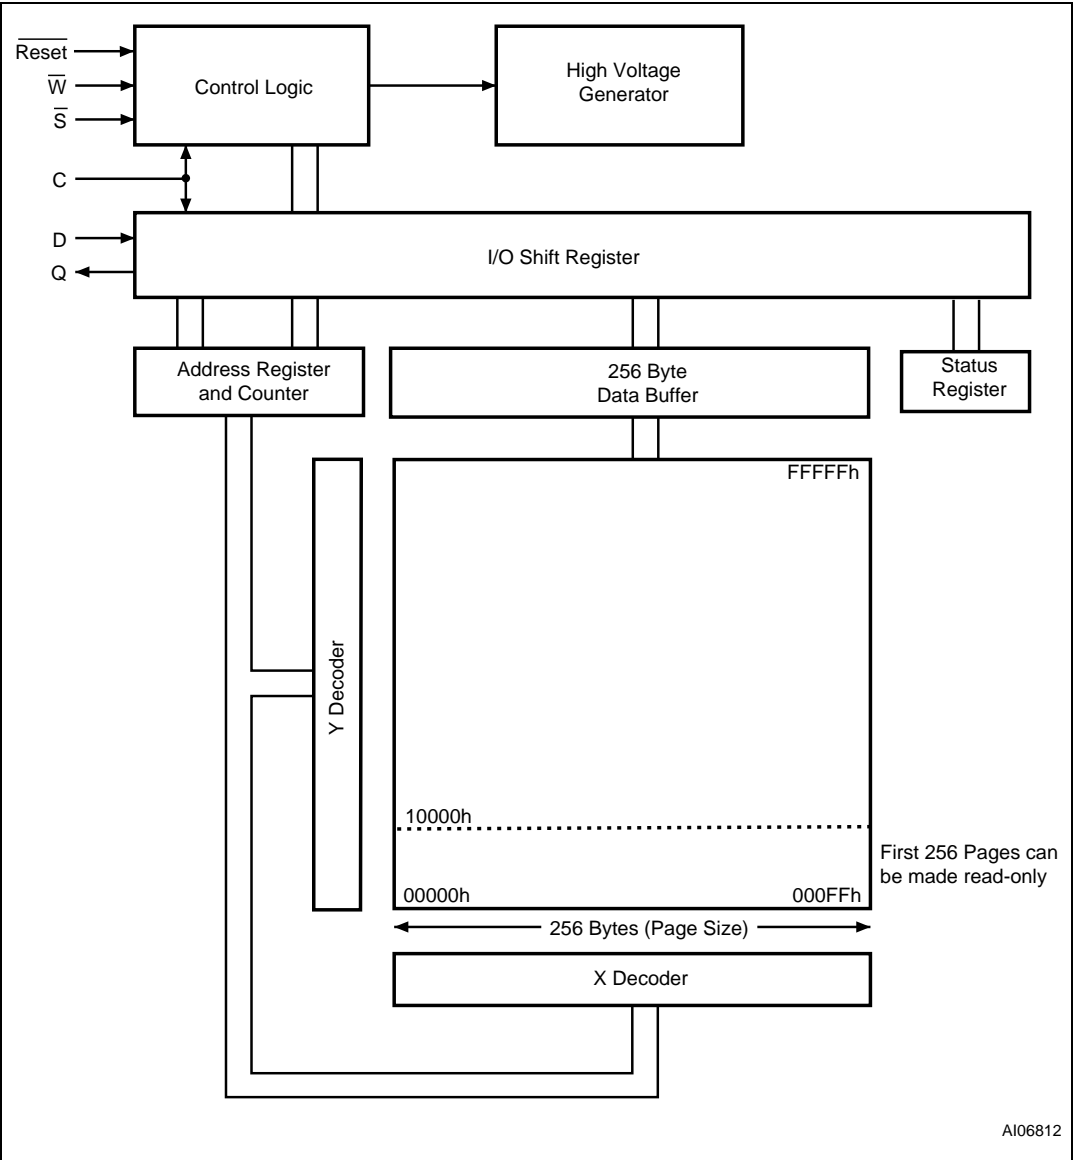 Reset
W
S
C
D
Q
Control Logic
High Voltage
Generator
I/O Shift Register
Address Register
and Counter
256 Byte
Data Buffer
Status
Register
Y Decoder
FFFFFh
10000h
00000h
000FFh
First 256 Pages can
be made read-only
256 Bytes (Page Size)
X Decoder
AI06812